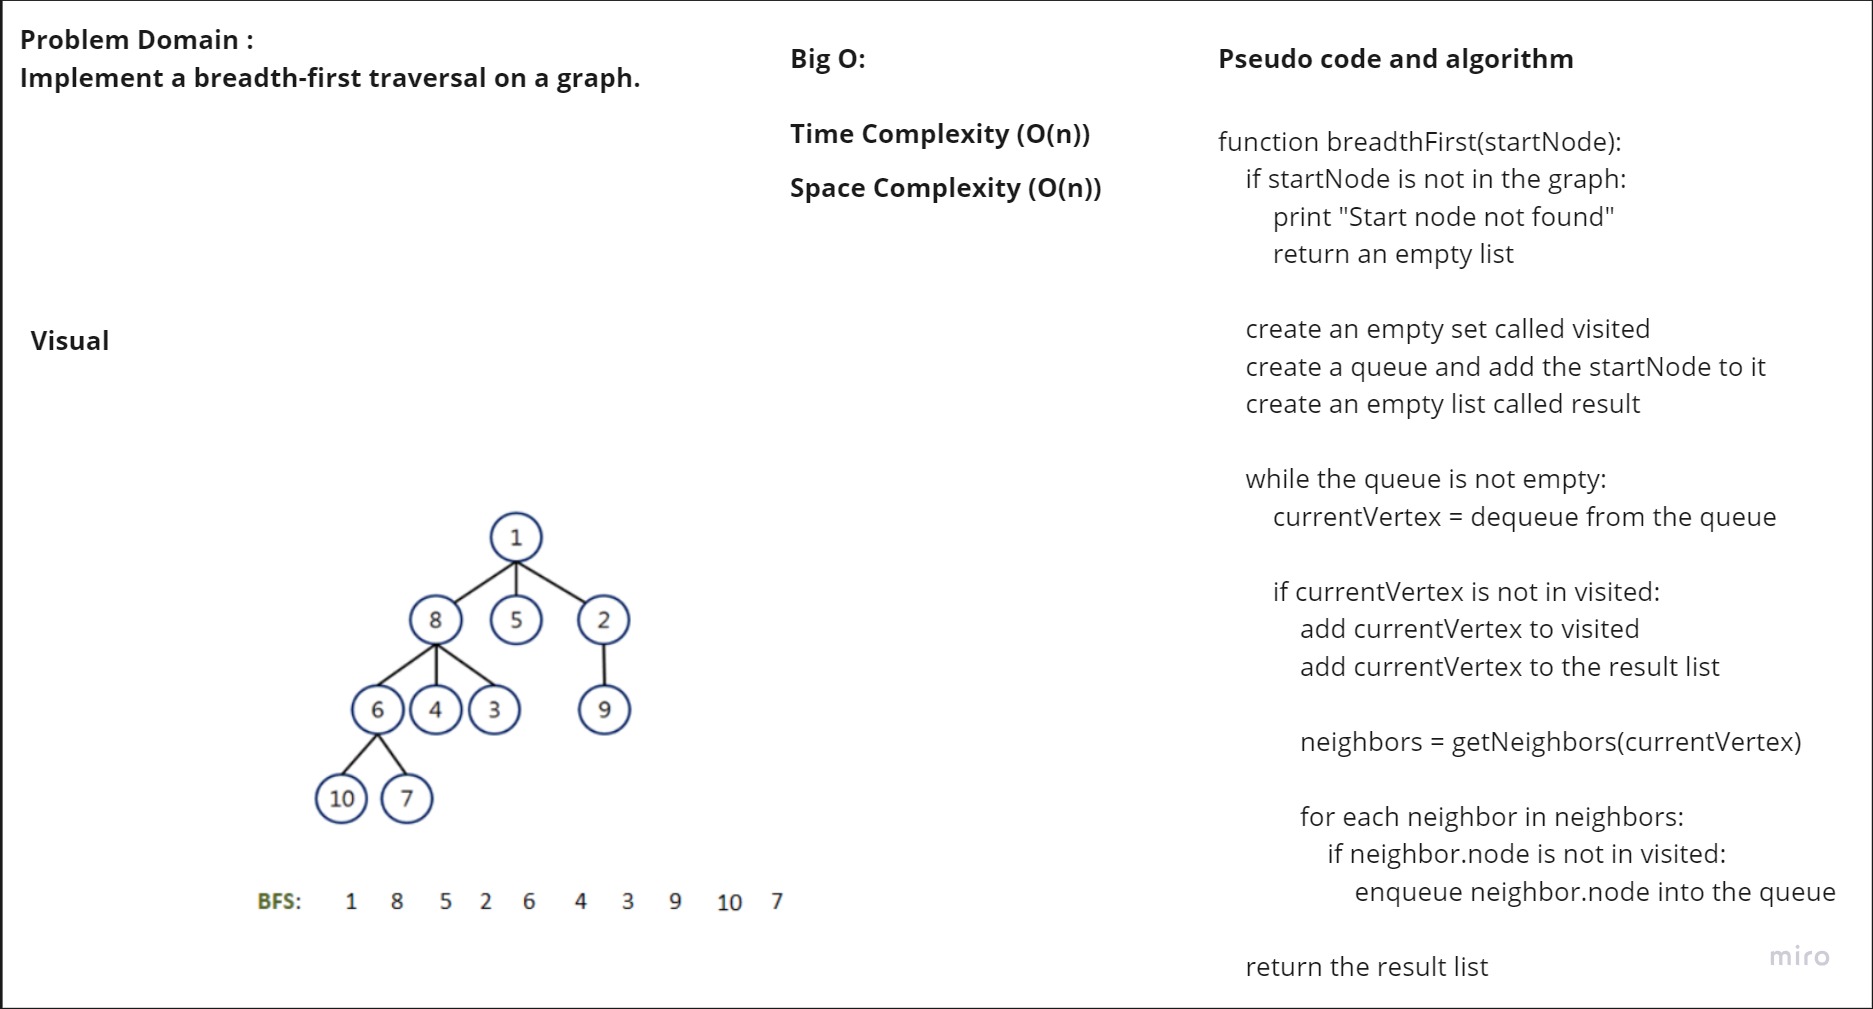 Problem Domain :
Implement a breadth-first traversal on a graph.
Big O:
Time Complexity (O(n))
Space Complexity (O(n))
Visual
1
8 5 2
6 4 3 9
10 7
BFS: 1 8 5 2 6 4 3 9 10 7
Pseudo code and algorithm
function breadthFirst(startNode):
if startNode is not in the graph:
print "Start node not found"
return an empty list
create an empty set called visited
create a queue and add the startNode to it
create an empty list called result
while the queue is not empty:
currentVertex = dequeue from the queue
if currentVertex is not in visited:
add currentVertex to visited
add currentVertex to the result list
neighbors = getNeighbors(currentVertex)
for each neighbor in neighbors:
if neighbor.node is not in visited:
enqueue neighbor.node into the queue
return the result list
miro